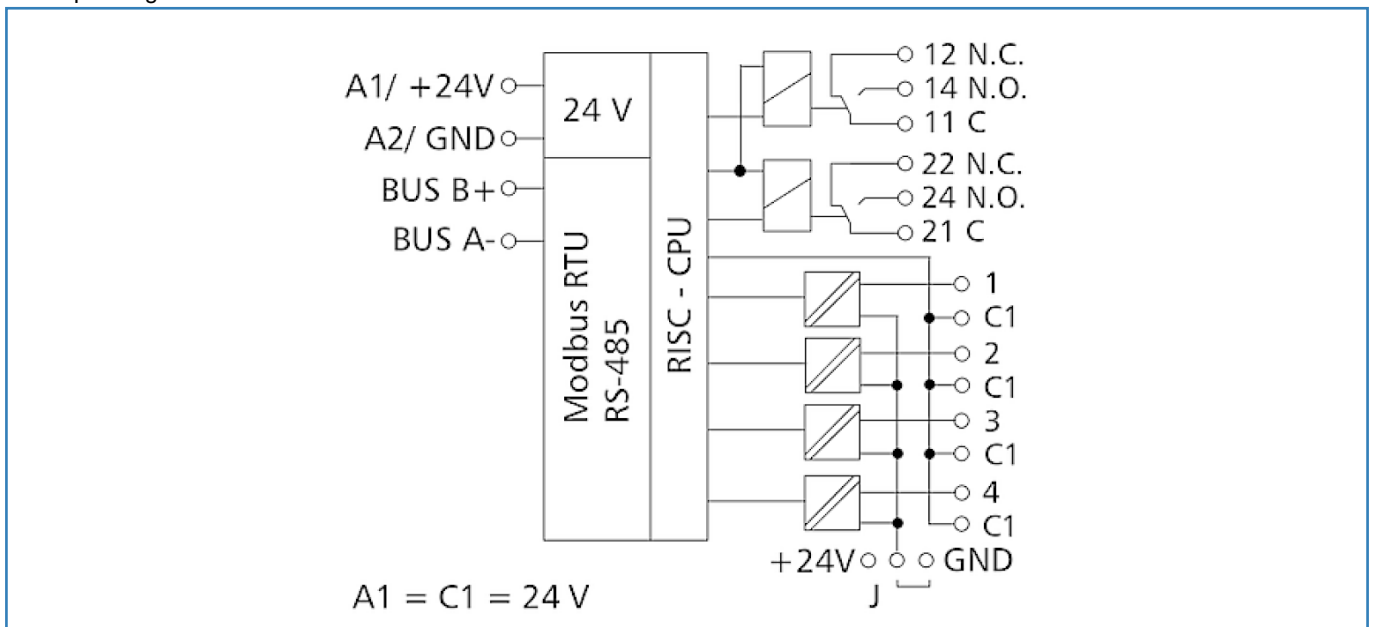 A1/ +24V
A2/ GND
BUS B+
BUS A-
24 V
Modbus RTU
RS-485
RISC - CPU
12 N.C.
14 N.O.
11 C
22 N.C.
24 N.O.
21 C
1
C1
2
C1
3
C1
4
C1
+24V
GND
J
A1 = C1 = 24 V